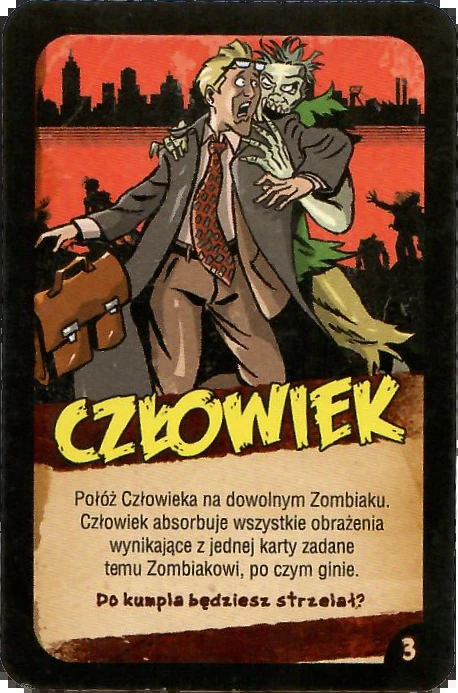 CZŁOWIEK
Połóż Człowieka na dowolnym Zombiaku.
Człowiek absorbuje wszystkie obrażenia
wynikające z jednej karty zadane
temu Zombiakowi, po czym ginie.
Do kumpla będziesz strzelał?
3